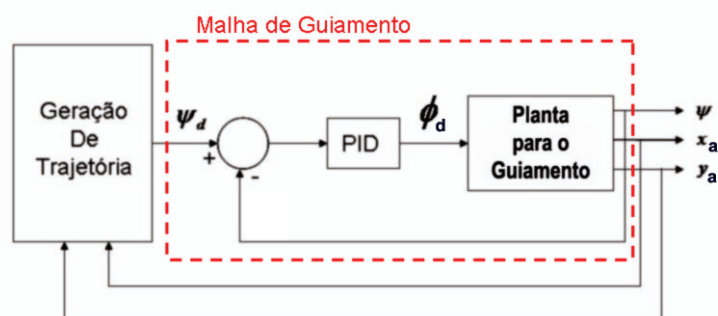 Malha de Guiamento
Geração
De
Trajetória
ψd
+
-
PID
ϕd
Planta
para o
Guiamento
ψ
xa
ya